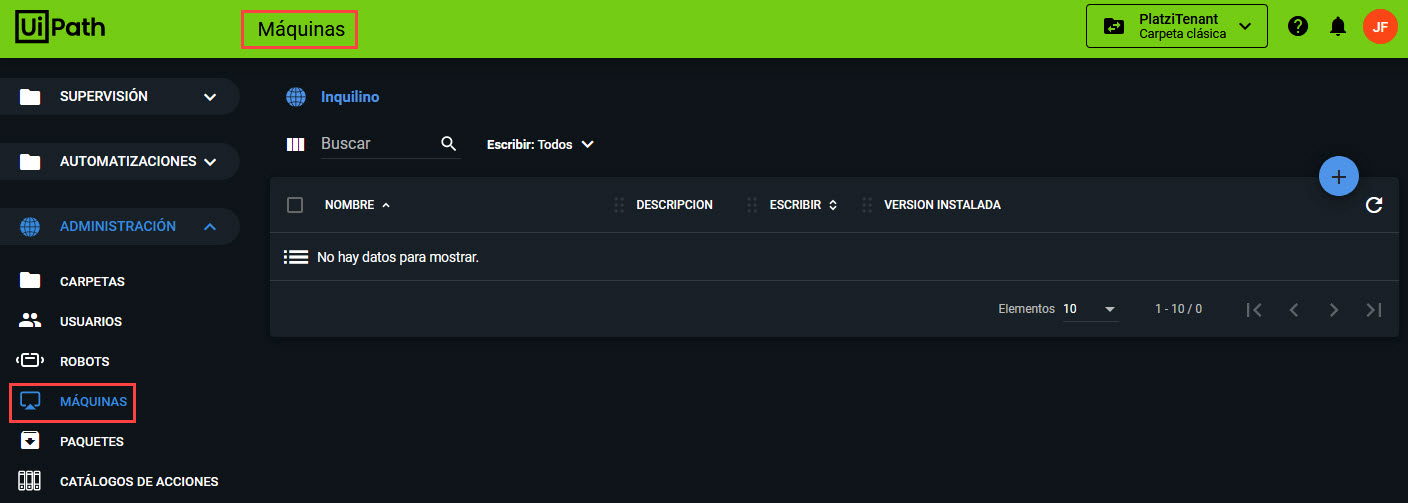 UiPath
Máquinas
PlatziTenant
Carpeta clásica
JF
SUPERVISIÓN
AUTOMATIZACIONES
ADMINISTRACIÓN
CARPETAS
USUARIOS
ROBOTS
MÁQUINAS
PAQUETES
CATÁLOGOS DE ACCIONES
Inquilino
Buscar
Escribir: Todos
NOMBRE DESCRIPCION ESCRIBIR VERSION INSTALADA
No hay datos para mostrar.
Elementos 10 1 - 10 / 0